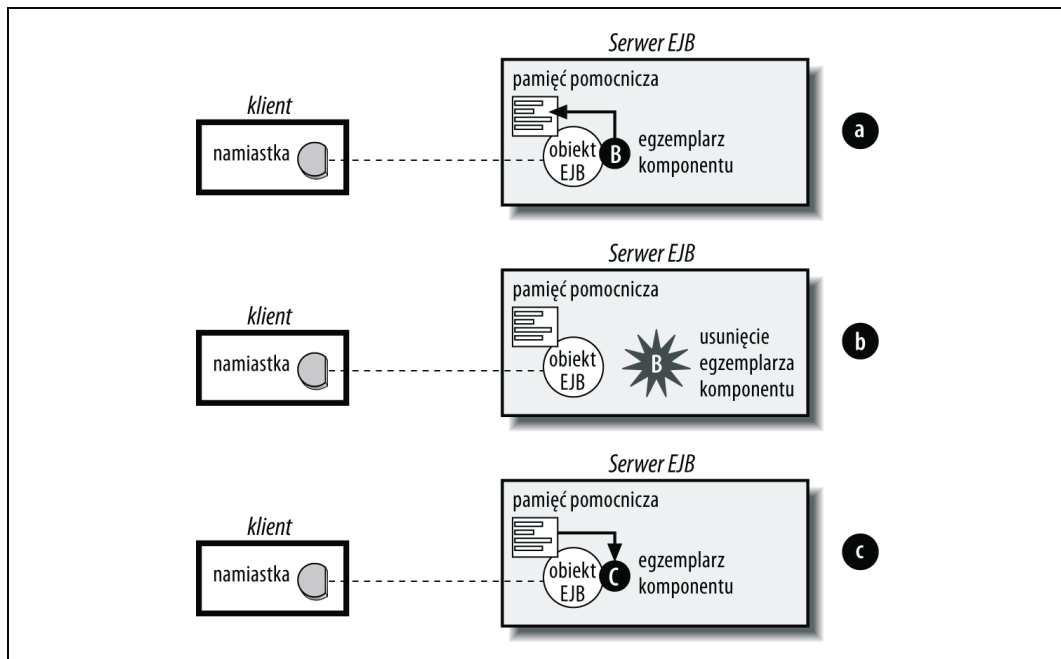 Serwer EJB
pamięć pomocnicza
klient
namiastka
obiekt
EJB
B
egzemplarz
komponentu
a
Serwer EJB
pamięć pomocnicza
klient
namiastka
obiekt
EJB
B
usunięcie
egzemplarza
komponentu
b
Serwer EJB
pamięć pomocnicza
klient
namiastka
obiekt
EJB
C
egzemplarz
komponentu
c